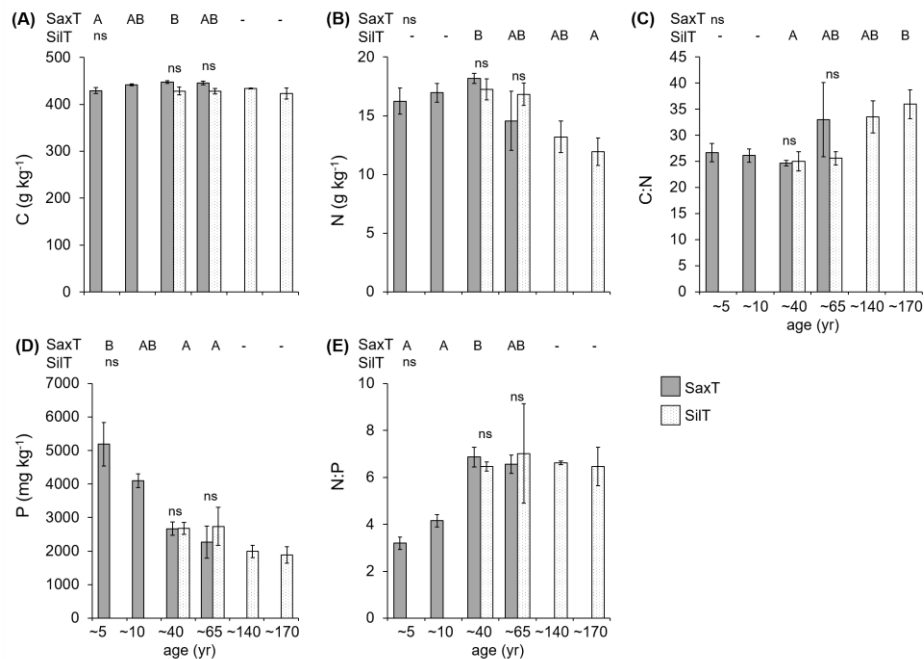 (A) SaxT A AB B AB - -
SilT ns
ns ns
500
400
300
200
100
0
C (g kg-1)
(B) SaxT ns
SilT - - B AB AB A
ns ns
20
15
10
5
0
N (g kg-1)
(C) SaxT ns
SilT - - A AB AB B
ns
ns
45
40
35
30
25
20
15
10
5
0
C:N
~5 ~10 ~40 ~65 ~140 ~170
age (yr)
(D) SaxT B AB A A - -
SilT ns
ns ns
7000
6000
5000
4000
3000
2000
1000
0
P (mg kg-1)
~5 ~10 ~40 ~65 ~140 ~170
age (yr)
(E) SaxT A A B AB - -
SilT ns
ns
ns
10
8
6
4
2
0
N:P
~5 ~10 ~40 ~65 ~140 ~170
age (yr)
SaxT
SilT